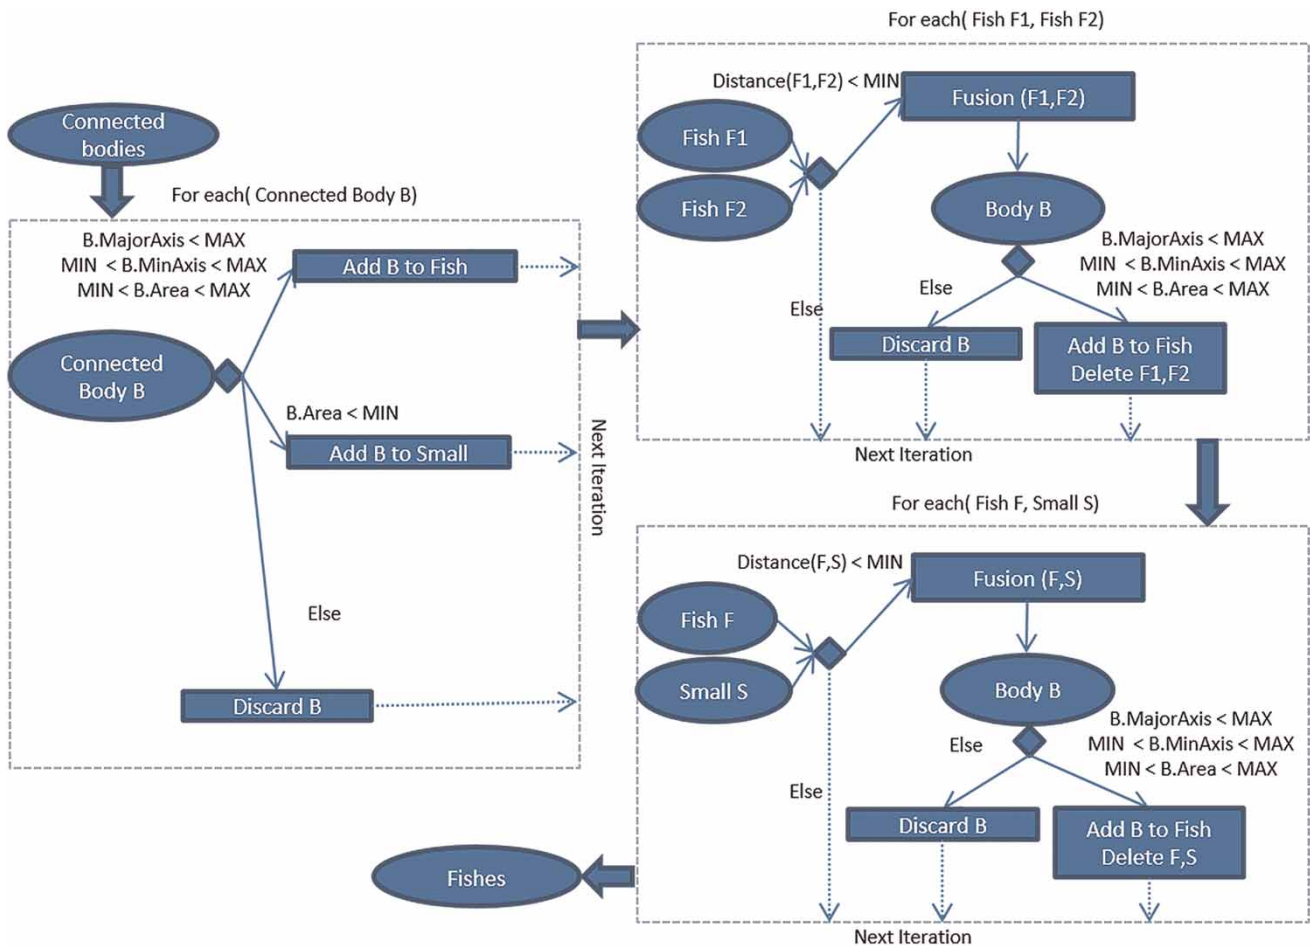 Connected
bodies
For each( Connected Body B)
B.MajorAxis < MAX
MIN < B.MinAxis < MAX
MIN < B.Area < MAX
Add B to Fish
Connected
Body B
B.Area < MIN
Add B to Small
Else
Discard B
Next Iteration
For each( Fish F1, Fish F2)
Distance(F1,F2) < MIN
Fusion (F1,F2)
Fish F1
Fish F2
Body B
B.MajorAxis < MAX
MIN < B.MinAxis < MAX
MIN < B.Area < MAX
Else
Else
Discard B
Add B to Fish
Delete F1,F2
Next Iteration
For each( Fish F, Small S)
Distance(F,S) < MIN
Fusion (F,S)
Fish F
Small S
Body B
B.MajorAxis < MAX
MIN < B.MinAxis < MAX
MIN < B.Area < MAX
Else
Else
Discard B
Add B to Fish
Delete F,S
Next Iteration
Fishes